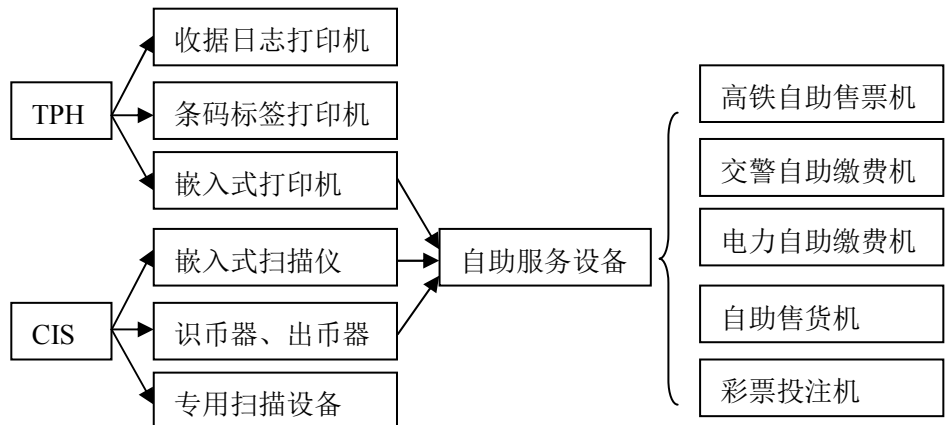 TPH
收据日志打印机
条码标签打印机
嵌入式打印机
CIS
嵌入式扫描仪
识币器、出币器
专用扫描设备
自助服务设备
高铁自助售票机
交警自助缴费机
电力自助缴费机
自助售货机
彩票投注机